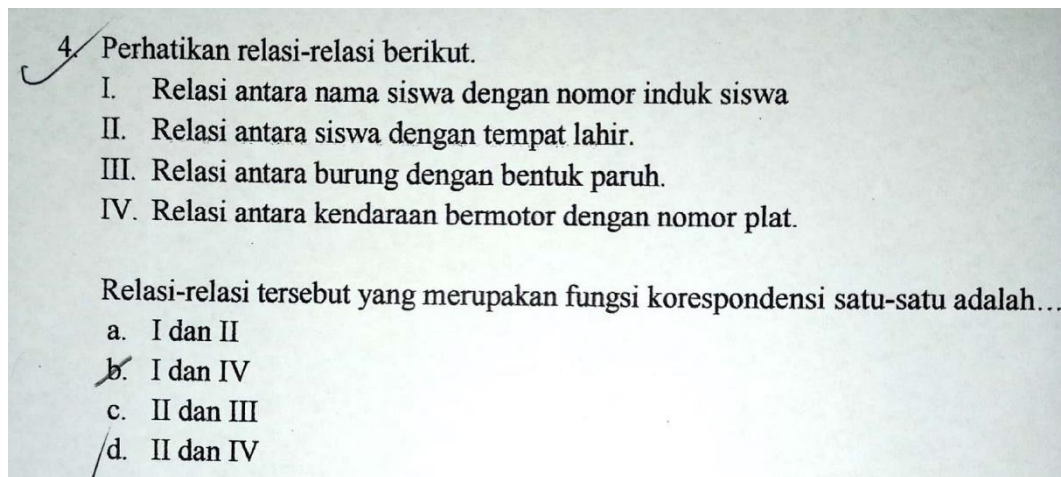 4. Perhatikan relasi-relasi berikut.
I. Relasi antara nama siswa dengan nomor induk siswa
II. Relasi antara siswa dengan tempat lahir.
III. Relasi antara burung dengan bentuk paruh.
IV. Relasi antara kendaraan bermotor dengan nomor plat.
Relasi-relasi tersebut yang merupakan fungsi korespondensi satu-satu adalah…
a. I dan II
b. I dan IV
c. II dan III
d. II dan IV